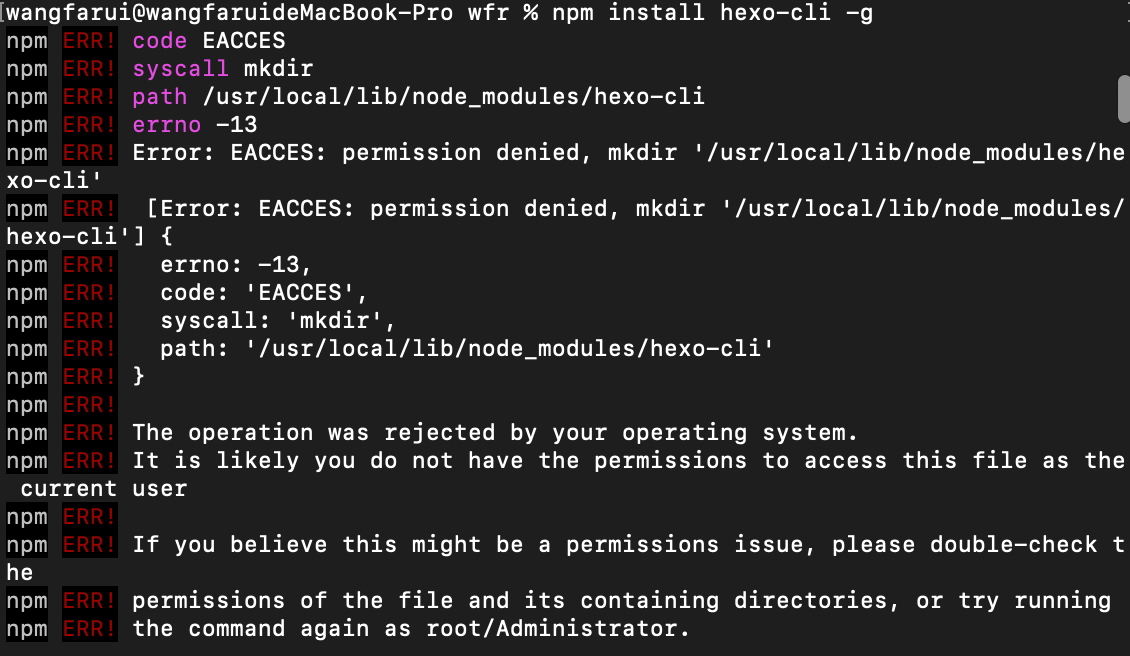 wangfarui@wangfaruideMacBook-Pro wfr % npm install hexo-cli -g
npm ERR! code EACCES
npm ERR! syscall mkdir
npm ERR! path /usr/local/lib/node_modules/hexo-cli
npm ERR! errno -13
npm ERR! Error: EACCES: permission denied, mkdir '/usr/local/lib/node_modules/he
xo-cli'
npm ERR!  [Error: EACCES: permission denied, mkdir '/usr/local/lib/node_modules/
hexo-cli'] {
npm ERR!   errno: -13,
npm ERR!   code: 'EACCES',
npm ERR!   syscall: 'mkdir',
npm ERR!   path: '/usr/local/lib/node_modules/hexo-cli'
npm ERR! }
npm ERR!
npm ERR! The operation was rejected by your operating system.
npm ERR! It is likely you do not have the permissions to access this file as the
 current user
npm ERR!
npm ERR! If you believe this might be a permissions issue, please double-check t
he
npm ERR! permissions of the file and its containing directories, or try running
npm ERR! the command again as root/Administrator.